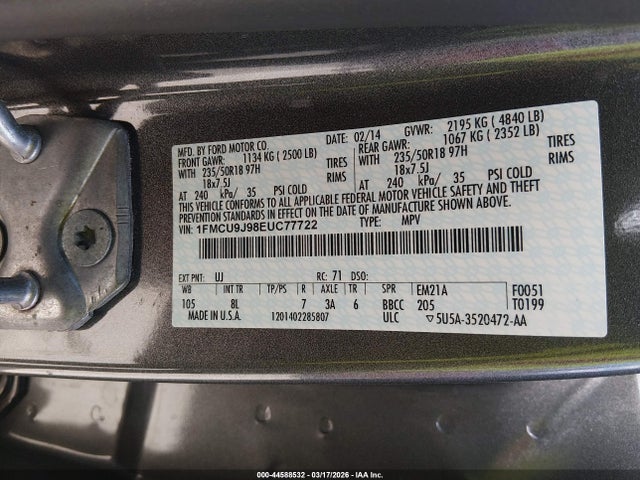 MFD. BY FORD MOTOR CO.
DATE: 02/14
GVWR: 2195 KG ( 4840 LB)
FRONT GAWR: 1134 KG ( 2500 LB)
REAR GAWR: 1067 KG ( 2352 LB)
WITH 235/50R18 97H TIRES
WITH 235/50R18 97H TIRES
18x7.5J RIMS
18x7.5J RIMS
AT 240 kPa/ 35 PSI COLD
AT 240 kPa/ 35 PSI COLD
THIS VEHICLE CONFORMS TO ALL APPLICABLE FEDERAL MOTOR VEHICLE SAFETY AND THEFT
PREVENTION STANDARDS IN EFFECT ON THE DATE OF MANUFACTURE SHOWN ABOVE.
VIN: 1FMCU9J98EUC77722
TYPE: MPV
EXT PNT: UJ RC: 71 DSO:
WB INT TR TP/PS R AXLE TR SPR EM21A F0051
105 8L 7 3A 6 BBCC 205 T0199
MADE IN U.S.A. 1201402285807 ULC ▽5U5A-3520472-AA
000-44588532 - 03/17/2026 - IAA Inc.